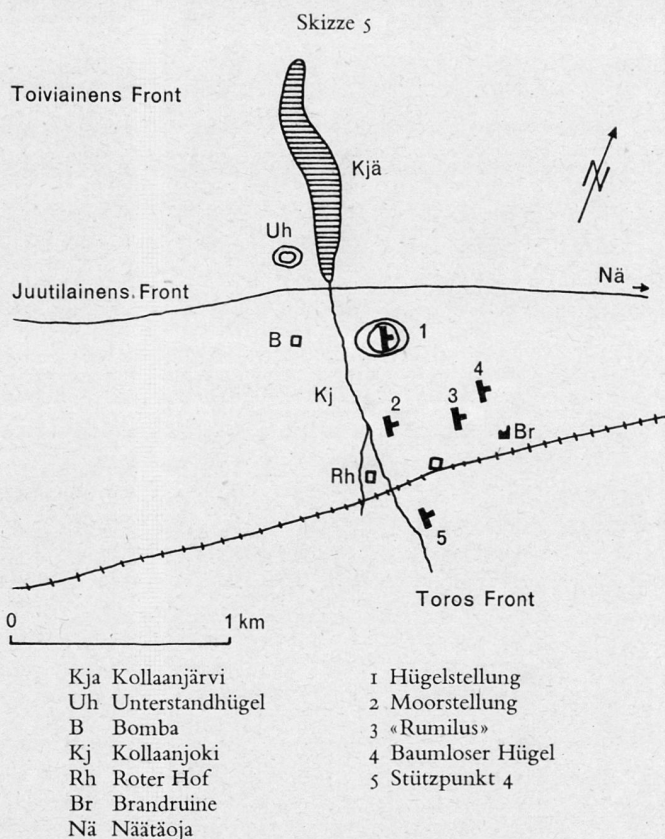 Skizze 5
Toiviainens Front
N
Kjä
Uh
Nä
Juutilainens Front
B
1
Kj
4
2
3
Br
Rh
5
Toros Front
0
1 km
Kja Kollaanjärvi
Uh Unterstandhügel
B Bomba
Kj Kollaanjoki
Rh Roter Hof
Br Brandruine
Nä Näätäoja
1 Hügelstellung
2 Moorstellung
3 «Rumilus»
4 Baumloser Hügel
5 Stützpunkt 4